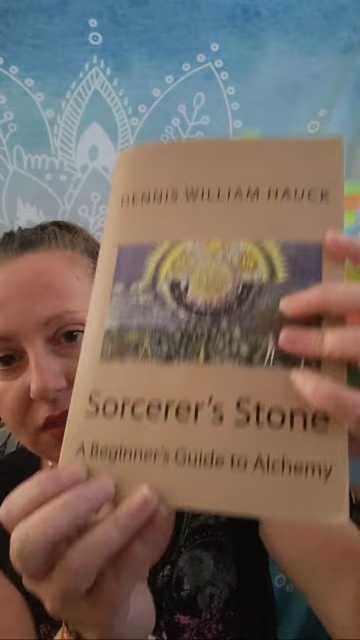 DENNIS WILLIAM HAUCK
Sorcerer's Stone
A Beginner's Guide to Alchemy